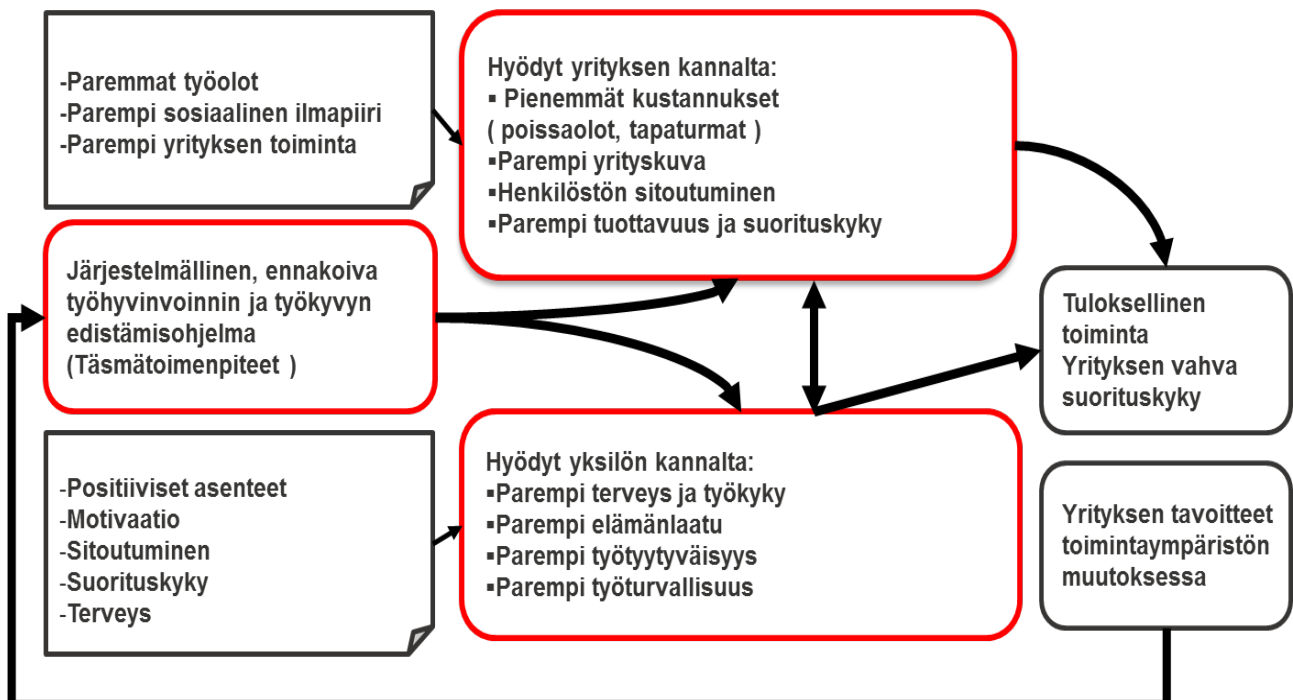 -Paremmat työolot
-Parempi sosiaalinen ilmapiiri
-Parempi yrityksen toiminta
Hyödyt yrityksen kannalta:
▪ Pienemmät kustannukset
( poissaolot, tapaturmat )
▪Parempi yrityskuva
▪Henkilöstön sitoutuminen
▪Parempi tuottavuus ja suorituskyky
Järjestelmällinen, ennakoiva
työhyvinvoinnin ja työkyvyn
edistämisohjelma
(Täsmätoimenpiteet )
Tuloksellinen
toiminta
Yrityksen vahva
suorituskyky
-Positiiviset asenteet
-Motivaatio
-Sitoutuminen
-Suorituskyky
-Terveys
Hyödyt yksilön kannalta:
▪Parempi terveys ja työkyky
▪Parempi elämänlaatu
▪Parempi työtyytyväisyys
▪Parempi työturvallisuus
Yrityksen tavoitteet
toimintaympäristön
muutoksessa